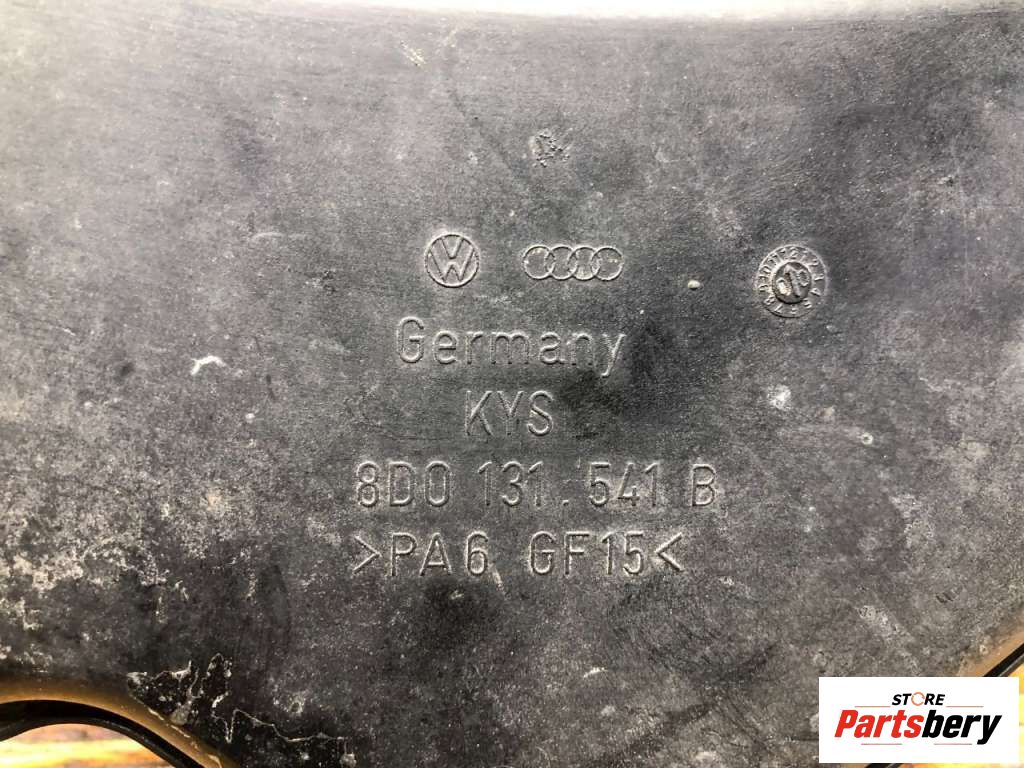 Germany
KYS
8D0 131.541 B
>PA6 GF15<
STORE
Partsbery